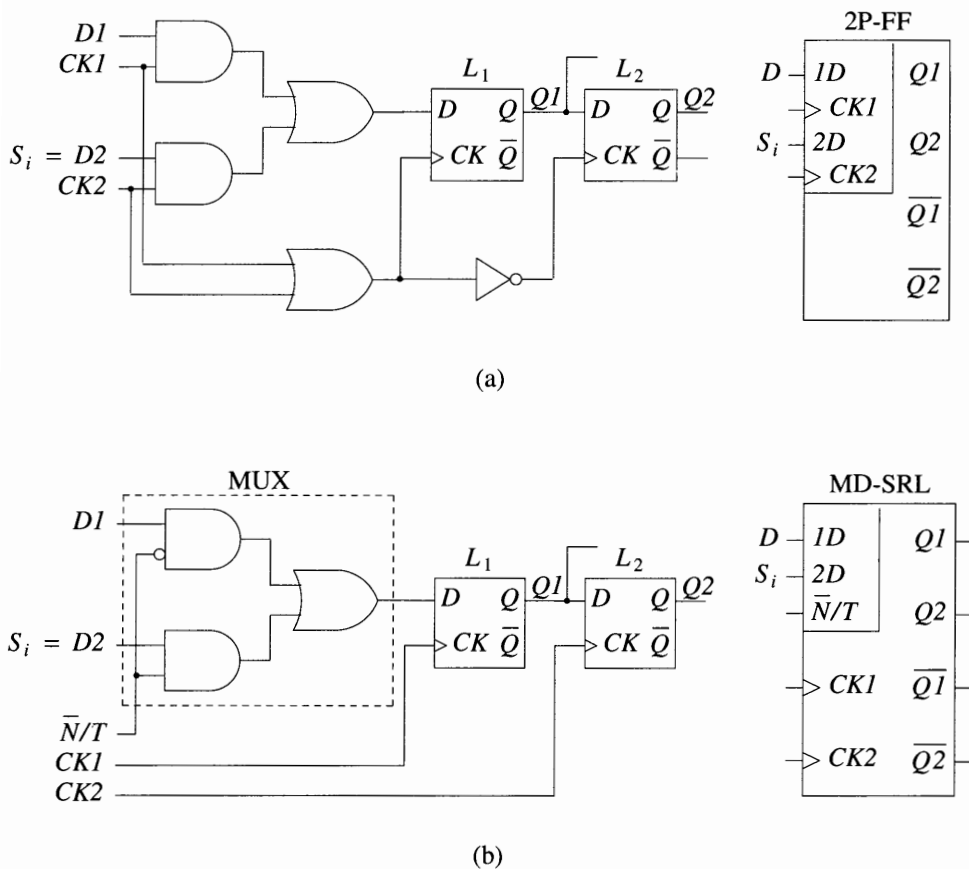 2P-FF
D1
CK1
L₁
Q1
L₂
Q2
D Q
CK Q̅
D Q
CK Q̅
Sᵢ = D2
CK2
D 1D Q1
CK1
Sᵢ 2D Q2
CK2
Q̅1̅
Q̅2̅
(a)
MUX
D1
L₁
Q1
L₂
Q2
D Q
CK Q̅
D Q
CK Q̅
Sᵢ = D2
N̅/T
CK1
CK2
MD-SRL
D 1D Q1
Sᵢ 2D
N̅/T Q2
CK1 Q̅1̅
CK2 Q̅2̅
(b)